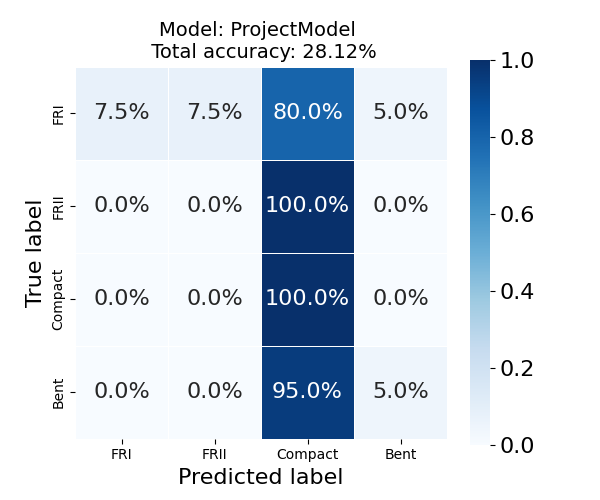 Model: ProjectModel
Total accuracy: 28.12%
True label
FRI 7.5% 7.5% 80.0% 5.0%
FRII 0.0% 0.0% 100.0% 0.0%
Compact 0.0% 0.0% 100.0% 0.0%
Bent 0.0% 0.0% 95.0% 5.0%
FRI FRII Compact Bent
Predicted label
1.0
0.8
0.6
0.4
0.2
0.0